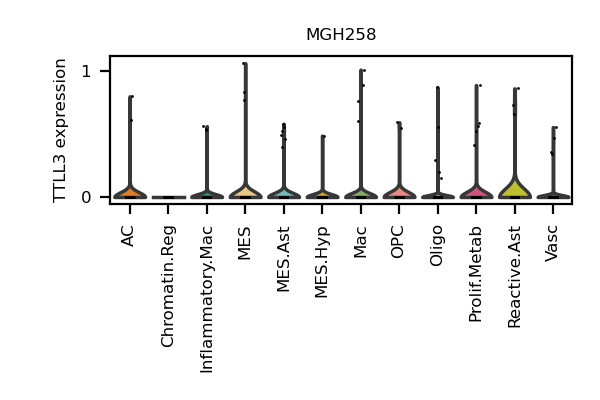 MGH258
TTLL3 expression
1
0
AC
Chromatin.Reg
Inflammatory.Mac
MES
MES.Ast
MES.Hyp
Mac
OPC
Oligo
Prolif.Metab
Reactive.Ast
Vasc